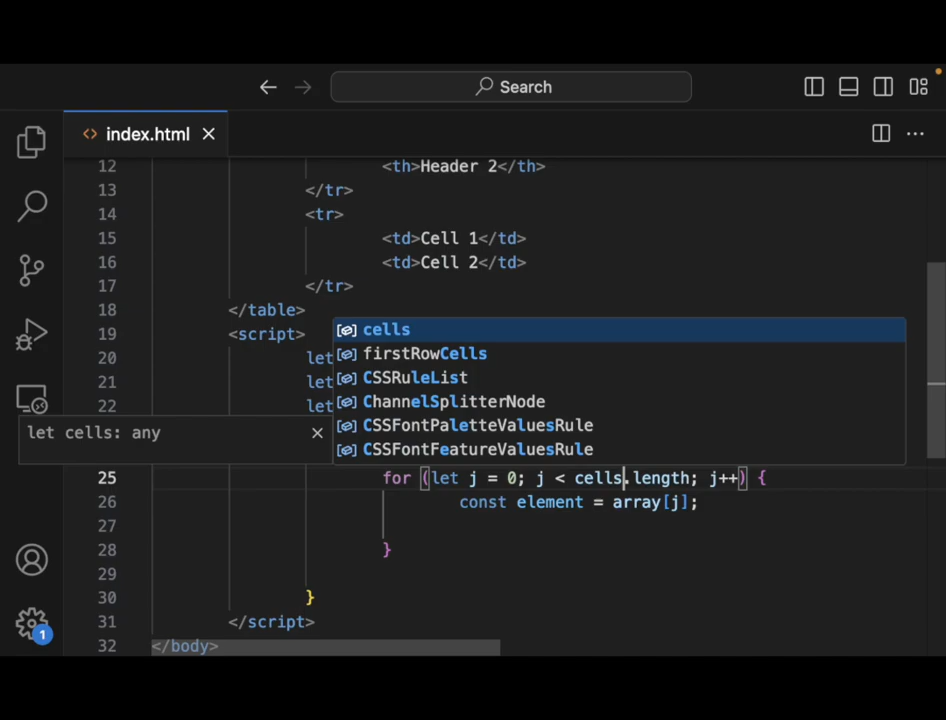 Search
index.html
12 <th>Header 2</th>
13 </tr>
14 <tr>
15 <td>Cell 1</td>
16 <td>Cell 2</td>
17 </tr>
18 </table>
19 <script>
20 let
21 let
22 let
cells
firstRowCells
CSSRuleList
ChannelSplitterNode
CSSFontPaletteValuesRule
CSSFontFeatureValuesRule
let cells: any
25 for (let j = 0; j < cells.length; j++) {
26 const element = array[j];
27
28 }
29
30 }
31 </script>
32 </body>
1